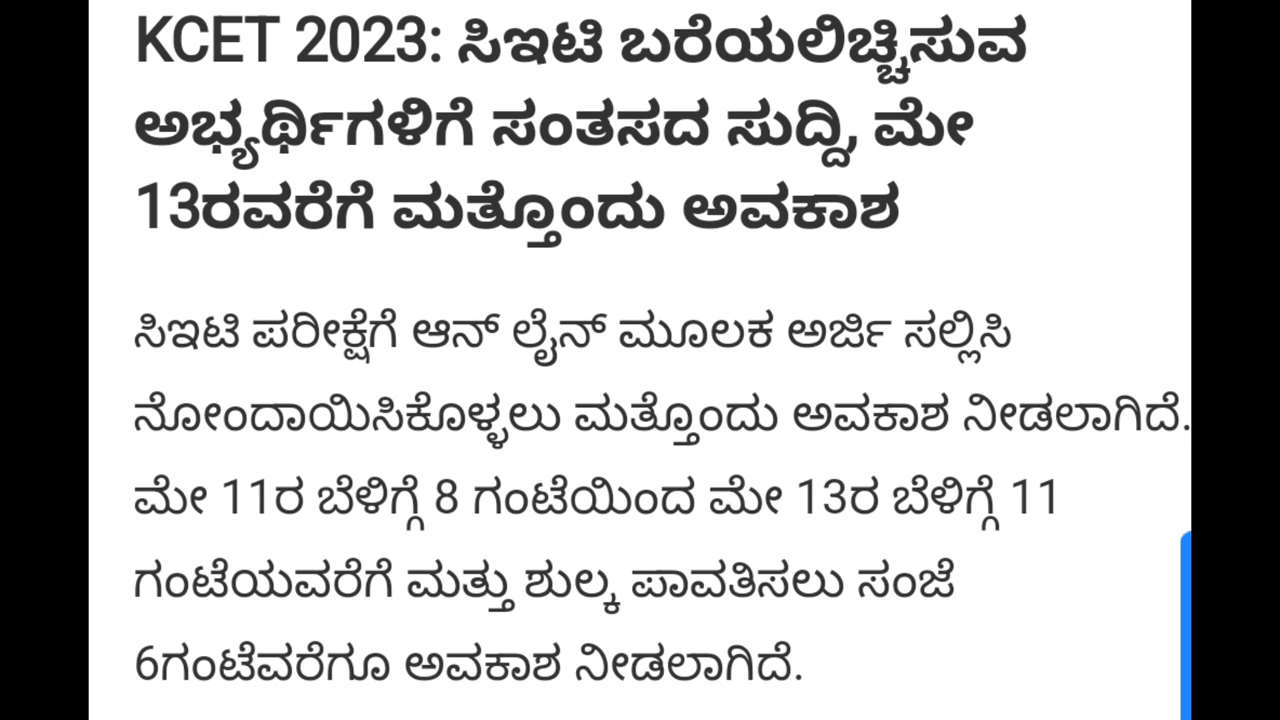 KCET 2023: ಸಿಇಟಿ ಬರೆಯಲಿಚ್ಚಿಸುವ
ಅಭ್ಯರ್ಥಿಗಳಿಗೆ ಸಂತಸದ ಸುದ್ದಿ, ಮೇ
13ರವರೆಗೆ ಮತ್ತೊಂದು ಅವಕಾಶ
ಸಿಇಟಿ ಪರೀಕ್ಷೆಗೆ ಆನ್ ಲೈನ್ ಮೂಲಕ ಅರ್ಜಿ ಸಲ್ಲಿಸಿ
ನೋಂದಾಯಿಸಿಕೊಳ್ಳಲು ಮತ್ತೊಂದು ಅವಕಾಶ ನೀಡಲಾಗಿದೆ.
ಮೇ 11ರ ಬೆಳಿಗ್ಗೆ 8 ಗಂಟೆಯಿಂದ ಮೇ 13ರ ಬೆಳಿಗ್ಗೆ 11
ಗಂಟೆಯವರೆಗೆ ಮತ್ತು ಶುಲ್ಕ ಪಾವತಿಸಲು ಸಂಜೆ
6ಗಂಟೆವರೆಗೂ ಅವಕಾಶ ನೀಡಲಾಗಿದೆ.